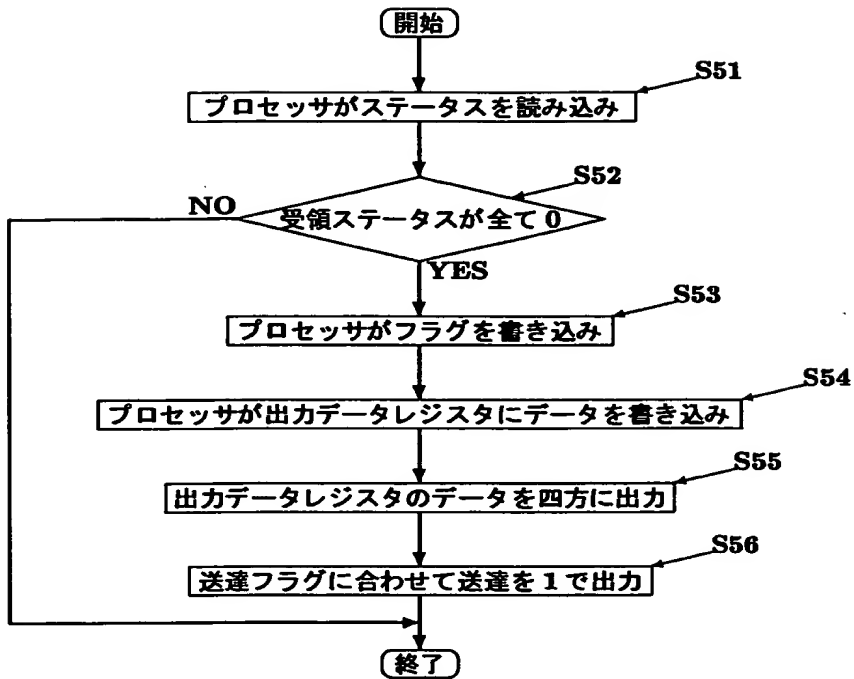 開始
S51
プロセッサがステータスを読み込み
S52
NO
受領ステータスが全て 0
YES
S53
プロセッサがフラグを書き込み
S54
プロセッサが出力データレジスタにデータを書き込み
S55
出力データレジスタのデータを四方に出力
S56
送達フラグに合わせて送達を 1 で出力
終了